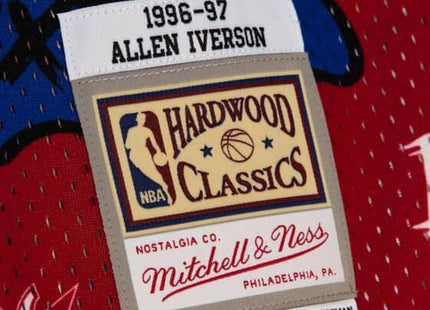 1996-97
ALLEN IVERSON
HARDWOOD
CLASSICS
NBA
NOSTALGIA CO.
Mitchell & Ness
PHILADELPHIA, PA.